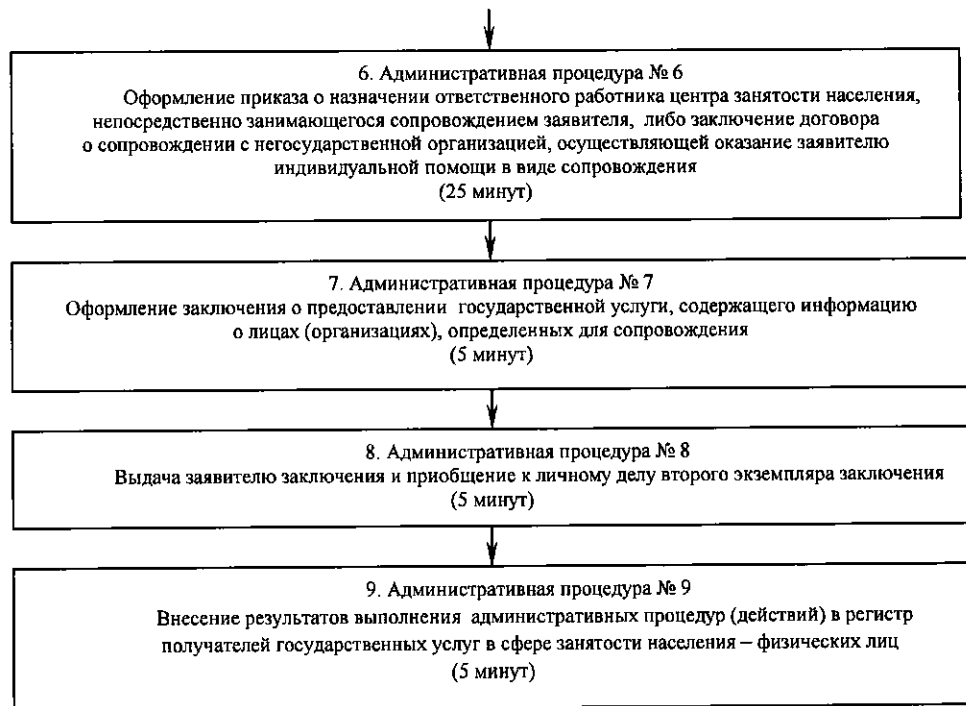 6. Административная процедура № 6
Оформление приказа о назначении ответственного работника центра занятости населения,
непосредственно занимающегося сопровождением заявителя, либо заключение договора
о сопровождении с негосударственной организацией, осуществляющей оказание заявителю
индивидуальной помощи в виде сопровождения
(25 минут)
7. Административная процедура № 7
Оформление заключения о предоставлении государственной услуги, содержащего информацию
о лицах (организациях), определенных для сопровождения
(5 минут)
8. Административная процедура № 8
Выдача заявителю заключения и приобщение к личному делу второго экземпляра заключения
(5 минут)
9. Административная процедура № 9
Внесение результатов выполнения административных процедур (действий) в регистр
получателей государственных услуг в сфере занятости населения – физических лиц
(5 минут)